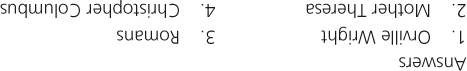 Answers
1. Orville Wright 3. Romans
2. Mother Theresa 4. Christopher Columbus